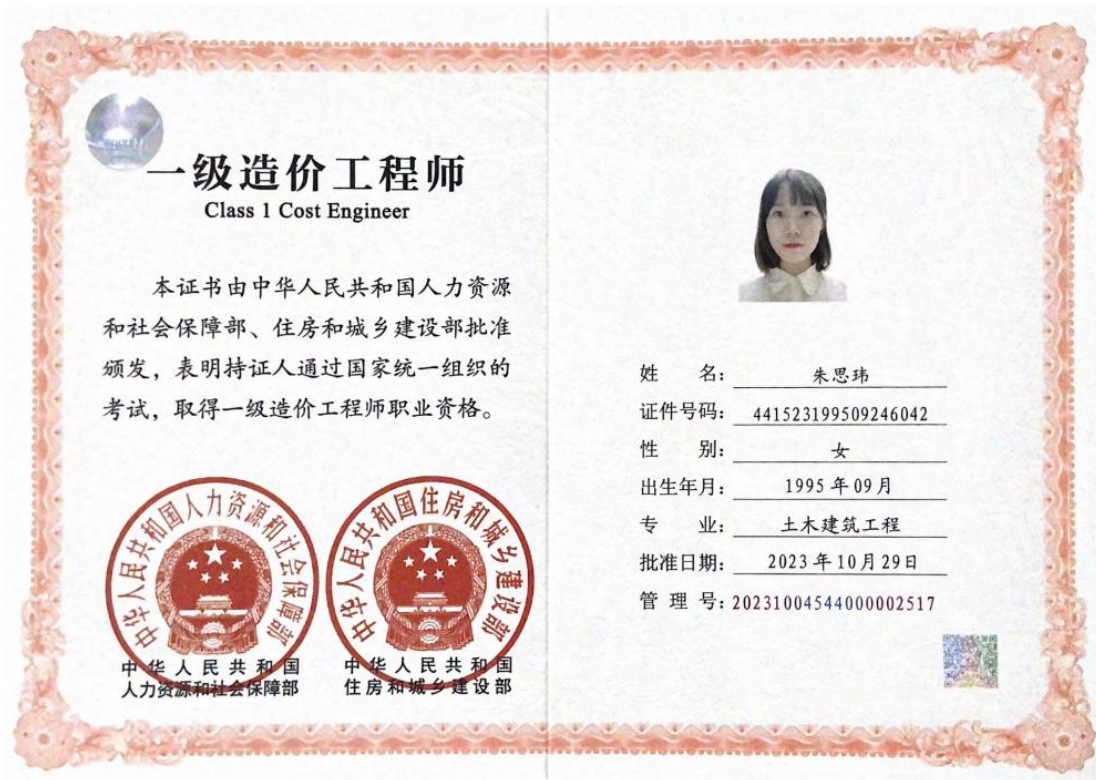 一级造价工程师
Class 1 Cost Engineer
本证书由中华人民共和国人力资源
和社会保障部、住房和城乡建设部批准
颁发，表明持证人通过国家统一组织的
考试，取得一级造价工程师职业资格。
中华人民共和国人力资源和社会保障部
中华人民共和国
人力资源和社会保障部
中华人民共和国住房和城乡建设部
中华人民共和国
住房和城乡建设部
姓 名： 朱思玮
证件号码： 441523199509246042
性 别： 女
出生年月： 1995年09月
专 业： 土木建筑工程
批准日期： 2023年10月29日
管 理 号： 20231004544000002517